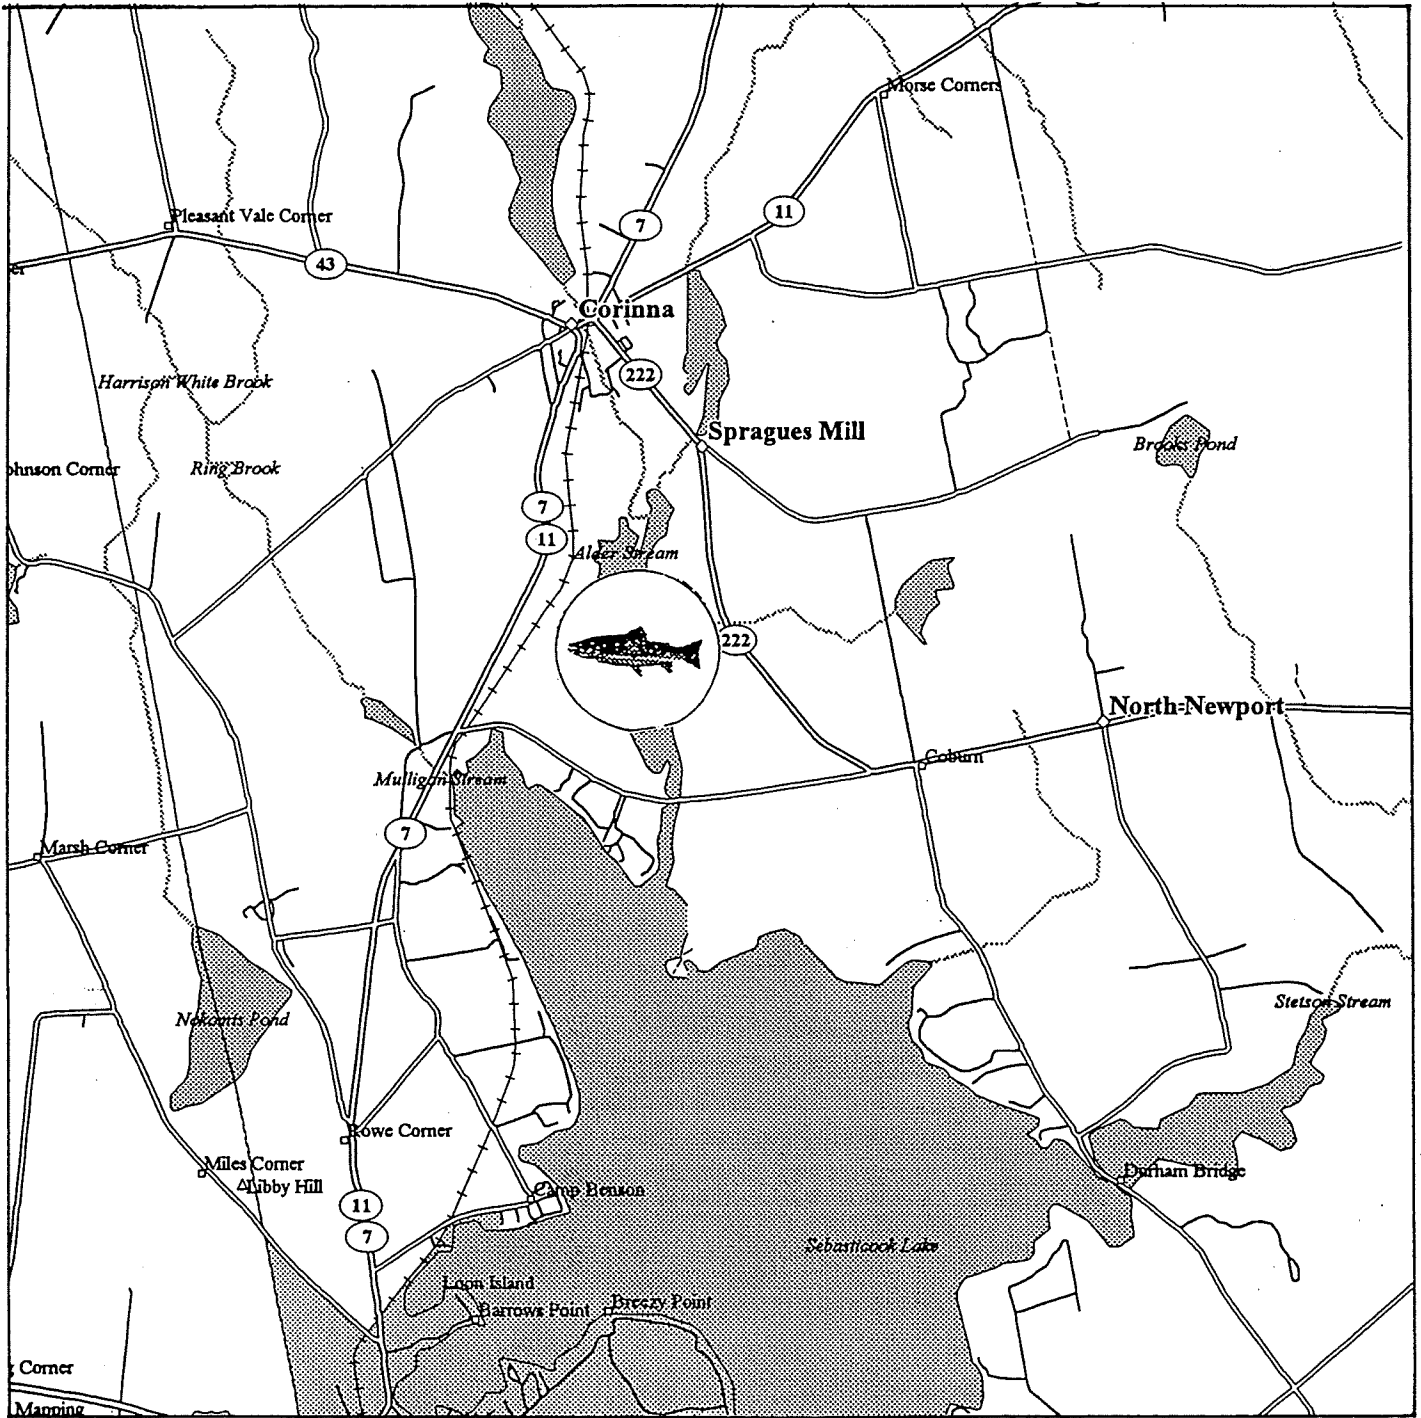 Morse Corners
Pleasant Vale Corner
7
11
43
er
Corinna
Harrison White Brook
222
Spragues Mill
Brooks Pond
ohnson Corner
Ring Brook
7
11
Alder Stream
222
North Newport
Coburn
Mulligan Stream
7
Marsh Corner
Nokomis Pond
Stetson Stream
Rowe Corner
Miles Corner
Libby Hill
Durham Bridge
Camp Benson
11
7
Sebasticook Lake
Loon Island
Barrows Point
Breezy Point
Corner
Mapping